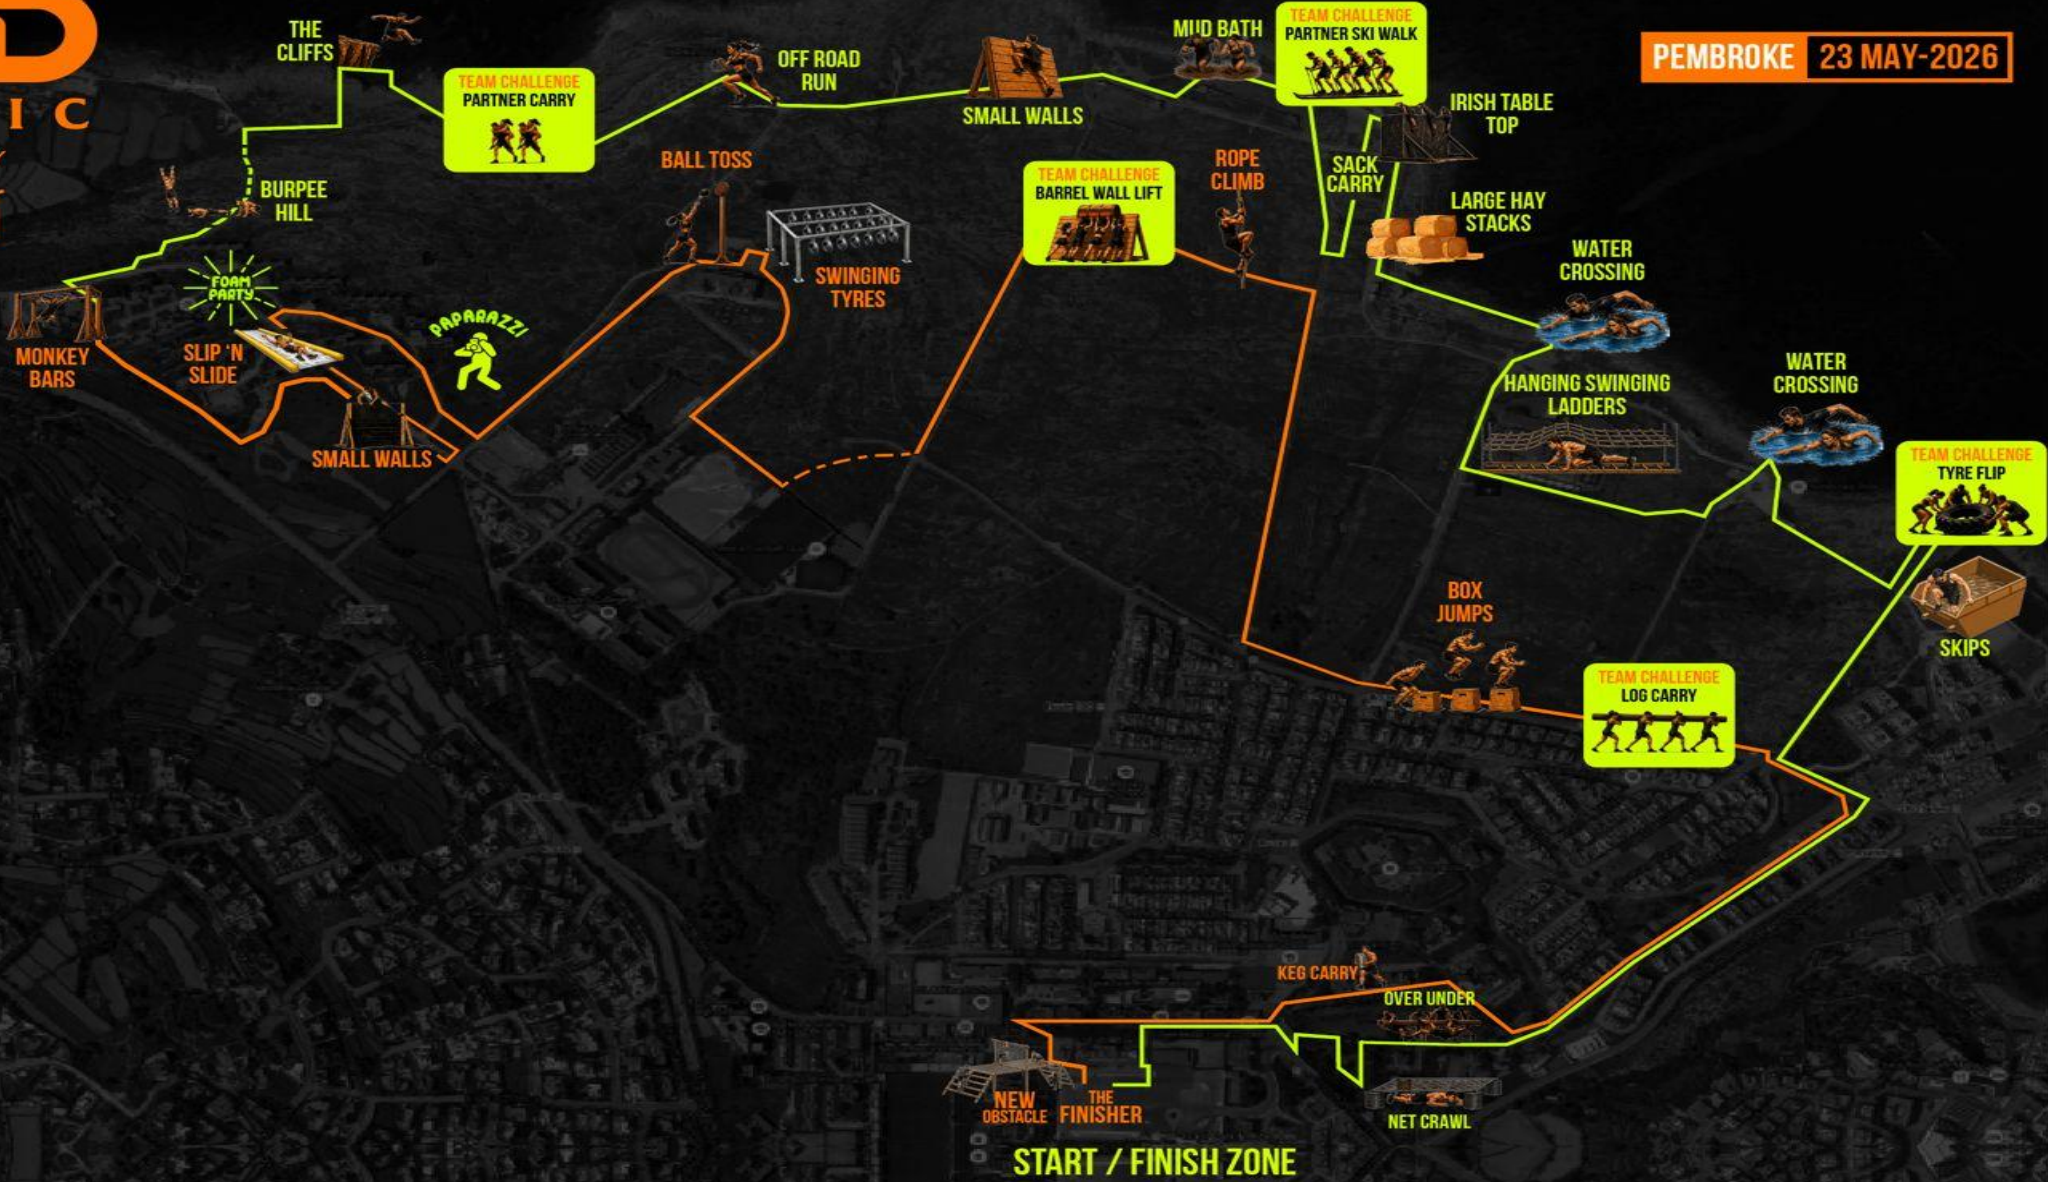 D
IC
PEMBROKE 23 MAY-2026
THE
CLIFFS
TEAM CHALLENGE
PARTNER CARRY
OFF ROAD
RUN
SMALL WALLS
MUD BATH
TEAM CHALLENGE
PARTNER SKI WALK
IRISH TABLE
TOP
SACK
CARRY
LARGE HAY
STACKS
WATER
CROSSING
HANGING SWINGING
LADDERS
WATER
CROSSING
TEAM CHALLENGE
TYRE FLIP
SKIPS
BURPEE
HILL
FOAM
PARTY
MONKEY
BARS
SLIP 'N
SLIDE
SMALL WALLS
PAPARAZZI
BALL TOSS
SWINGING
TYRES
TEAM CHALLENGE
BARREL WALL LIFT
ROPE
CLIMB
BOX
JUMPS
TEAM CHALLENGE
LOG CARRY
KEG CARRY
OVER UNDER
NET CRAWL
NEW
OBSTACLE
THE
FINISHER
START / FINISH ZONE